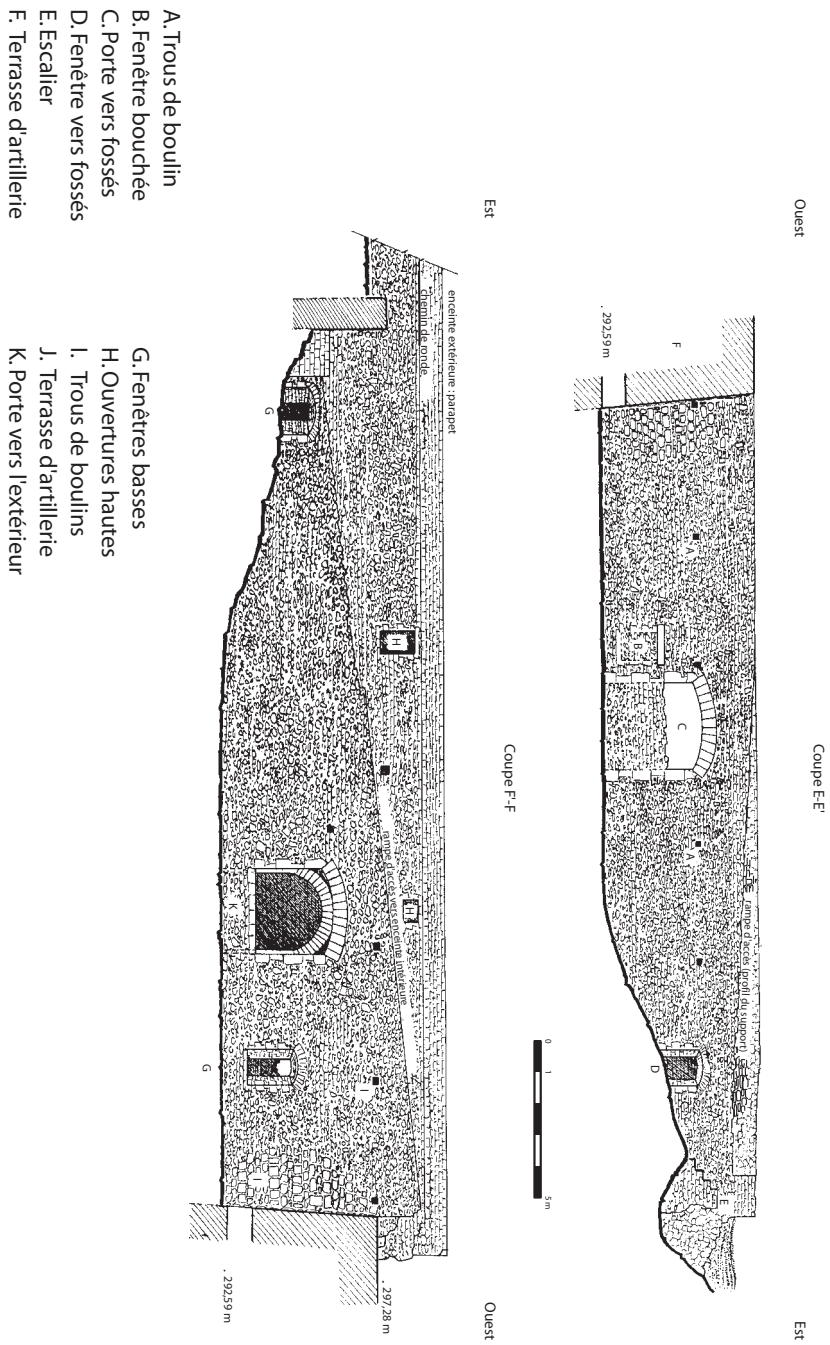 Ouest
Coupe E-E'
Est
rampe d'accès (profil du support)
F
A
A
C
B
E
D
. 292,59 m
0
1
5 m
Est
Coupe F'-F
Ouest
enceinte extérieure : parapet
chemin de ronde
H
H
rampe d'accès vers enceinte intérieure
I
G
K
G
. 297,28 m
. 292,59 m
A. Trous de boulin
B. Fenêtre bouchée
C. Porte vers fossés
D. Fenêtre vers fossés
E. Escalier
F. Terrasse d'artillerie
G. Fenêtres basses
H. Ouvertures hautes
I. Trous de boulins
J. Terrasse d'artillerie
K. Porte vers l'extérieur